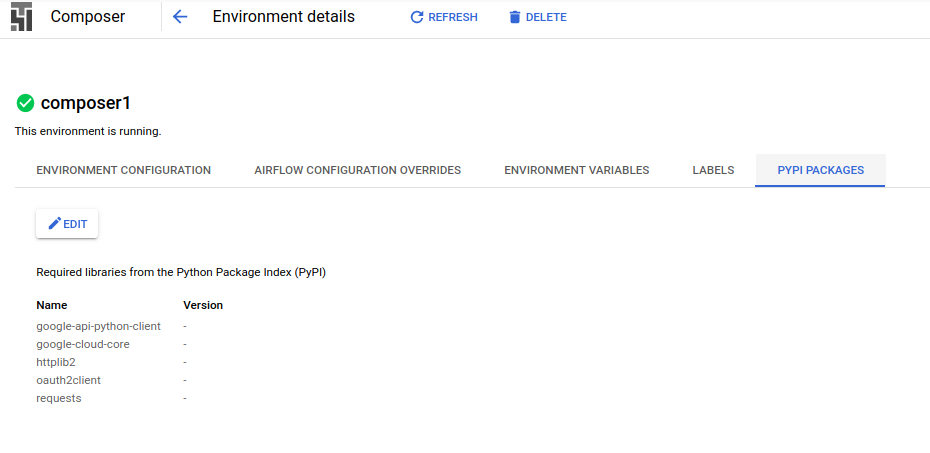 Composer Environment details REFRESH DELETE
composer1
This environment is running.
ENVIRONMENT CONFIGURATION AIRFLOW CONFIGURATION OVERRIDES ENVIRONMENT VARIABLES LABELS PYPI PACKAGES
EDIT
Required libraries from the Python Package Index (PyPI)
Name Version
google-api-python-client -
google-cloud-core -
httplib2 -
oauth2client -
requests -